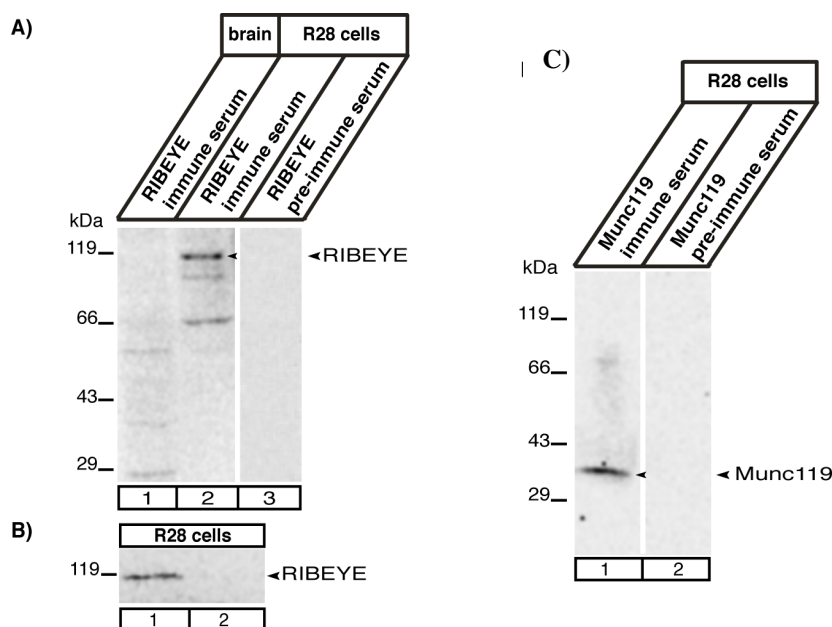 A)
brain
R28 cells
RIBEYE
immune serum
RIBEYE
immune serum
RIBEYE
pre-immune serum
kDa
119
RIBEYE
66
43
29
1 2 3
B)
R28 cells
119
RIBEYE
1 2
C)
R28 cells
Munc119
immune serum
Munc119
pre-immune serum
kDa
119
66
43
Munc119
29
1 2